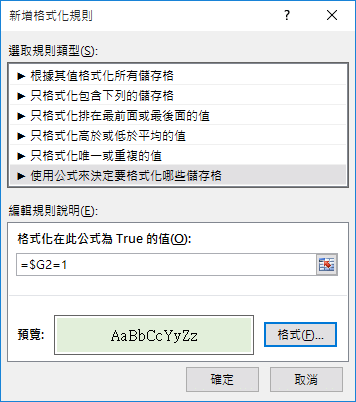 新增格式化規則
?
選取規則類型(S):
► 根據其值格式化所有儲存格
► 只格式化包含下列的儲存格
► 只格式化排在最前面或最後面的值
► 只格式化高於或低於平均的值
► 只格式化唯一或重複的值
► 使用公式來決定要格式化哪些儲存格
編輯規則說明(E):
格式化在此公式為 True 的值(O):
=$G2=1
預覽:
AaBbCcYyZz
格式(F)...
確定
取消